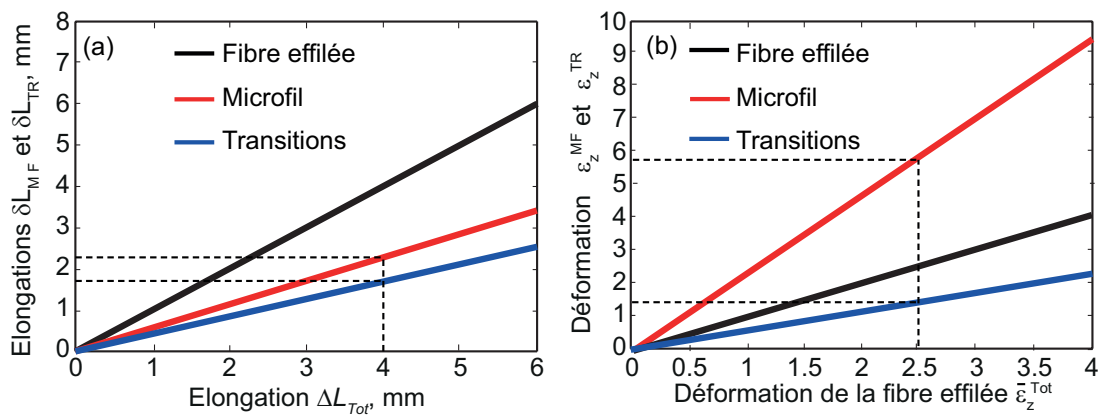 (a)
Fibre effilée
Microfil
Transitions
Elongations δL_M F et δL_TR, mm
8
7
6
5
4
3
2
1
0
0 1 2 3 4 5 6
Elongation ΔL_Tot, mm
(b)
Fibre effilée
Microfil
Transitions
Déformation ε_z^MF et ε_z^TR
10
9
8
7
6
5
4
3
2
1
0
0 0.5 1 1.5 2 2.5 3 3.5 4
Déformation de la fibre effilée ε̄_z^Tot